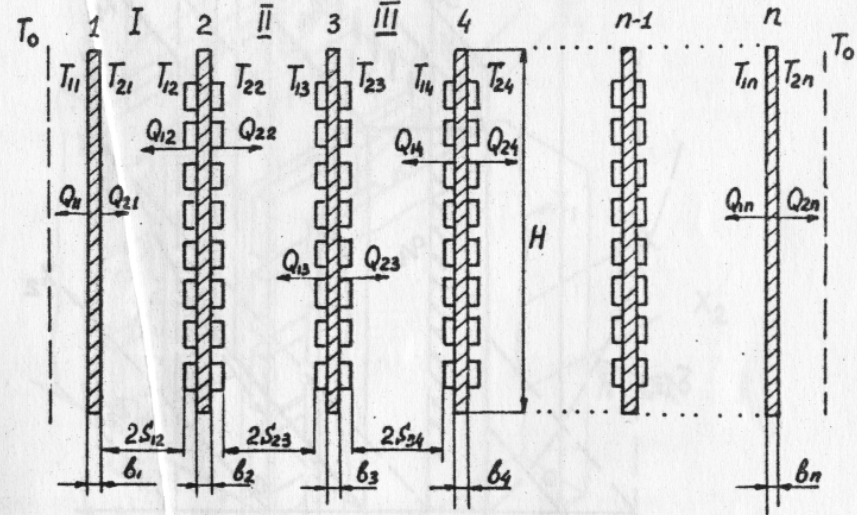 1 I 2 II 3 III 4 n-1 n
T₀ T₀
T₁₁ T₂₁ T₁₂ T₂₂ T₁₃ T₂₃ T₁₄ T₂₄ T₁ₙ T₂ₙ
Q₁₂ Q₂₂ Q₁₄ Q₂₄
Q₁₁ Q₂₁ Q₁ₙ Q₂ₙ
H
Q₁₃ Q₂₃
2S₁₂ 2S₂₃ 2S₃₄
b₁ b₂ b₃ b₄ bₙ